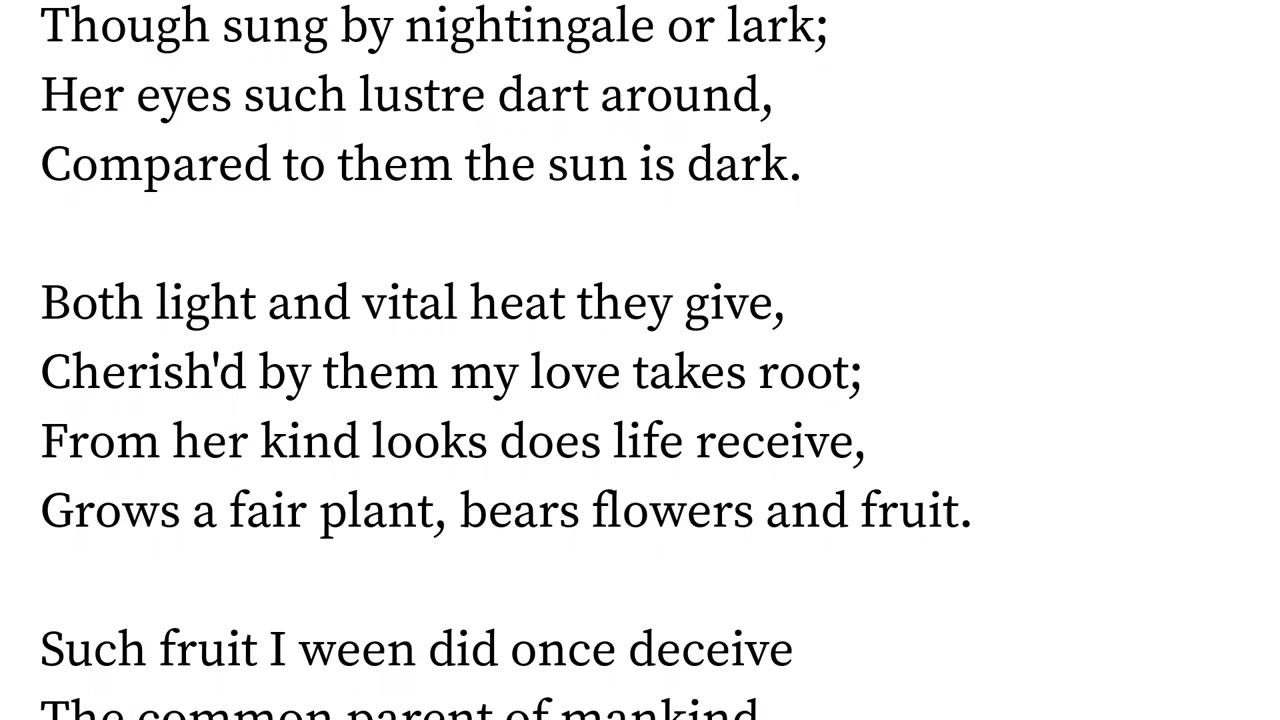 Though sung by nightingale or lark;
Her eyes such lustre dart around,
Compared to them the sun is dark.
Both light and vital heat they give,
Cherish'd by them my love takes root;
From her kind looks does life receive,
Grows a fair plant, bears flowers and fruit.
Such fruit I ween did once deceive
The common parent of mankind